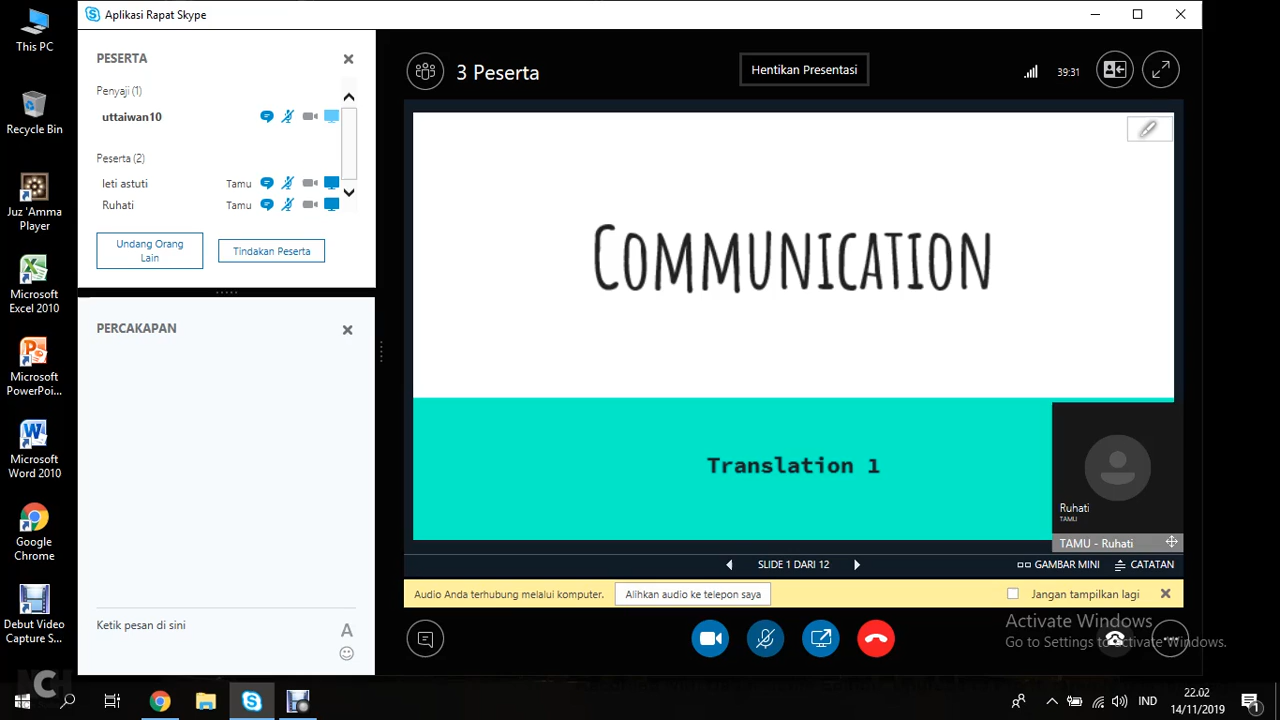 Aplikasi Rapat Skype
This PC
Recycle Bin
Juz 'Amma
Player
Microsoft
Excel 2010
Microsoft
PowerPoi...
Microsoft
Word 2010
Google
Chrome
Debut Video
Capture S...
PESERTA
Penyaji (1)
uttaiwan10
Peserta (2)
leti astuti Tamu
Ruhati Tamu
Undang Orang
Lain
Tindakan Peserta
PERCAKAPAN
Ketik pesan di sini
A
3 Peserta
Hentikan Presentasi
39:31
COMMUNICATION
Translation 1
Ruhati
TAMU
TAMU - Ruhati
SLIDE 1 DARI 12
GAMBAR MINI
CATATAN
Audio Anda terhubung melalui komputer.
Alihkan audio ke telepon saya
Jangan tampilkan lagi
Activate Windows
Go to Settings to activate Windows.
NCH
IND
22.02
14/11/2019
1